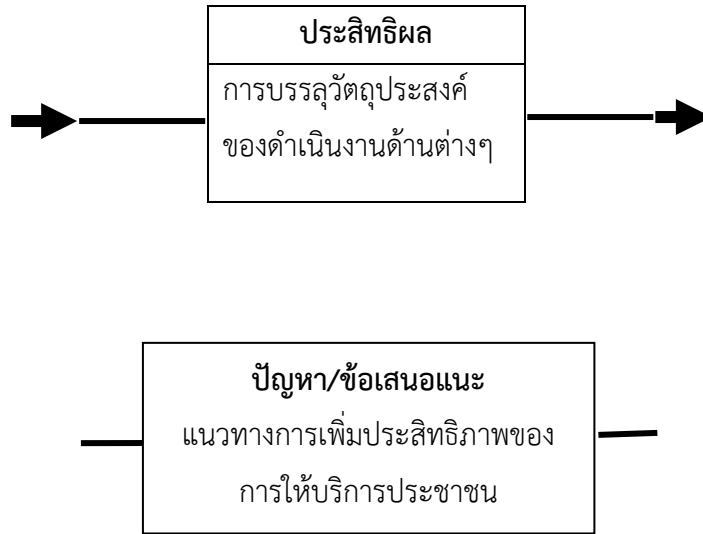 ประสิทธิผล
การบรรลุวัตถุประสงค์
ของดำเนินงานด้านต่างๆ
ปัญหา/ข้อเสนอแนะ
แนวทางการเพิ่มประสิทธิภาพของ
การให้บริการประชาชน